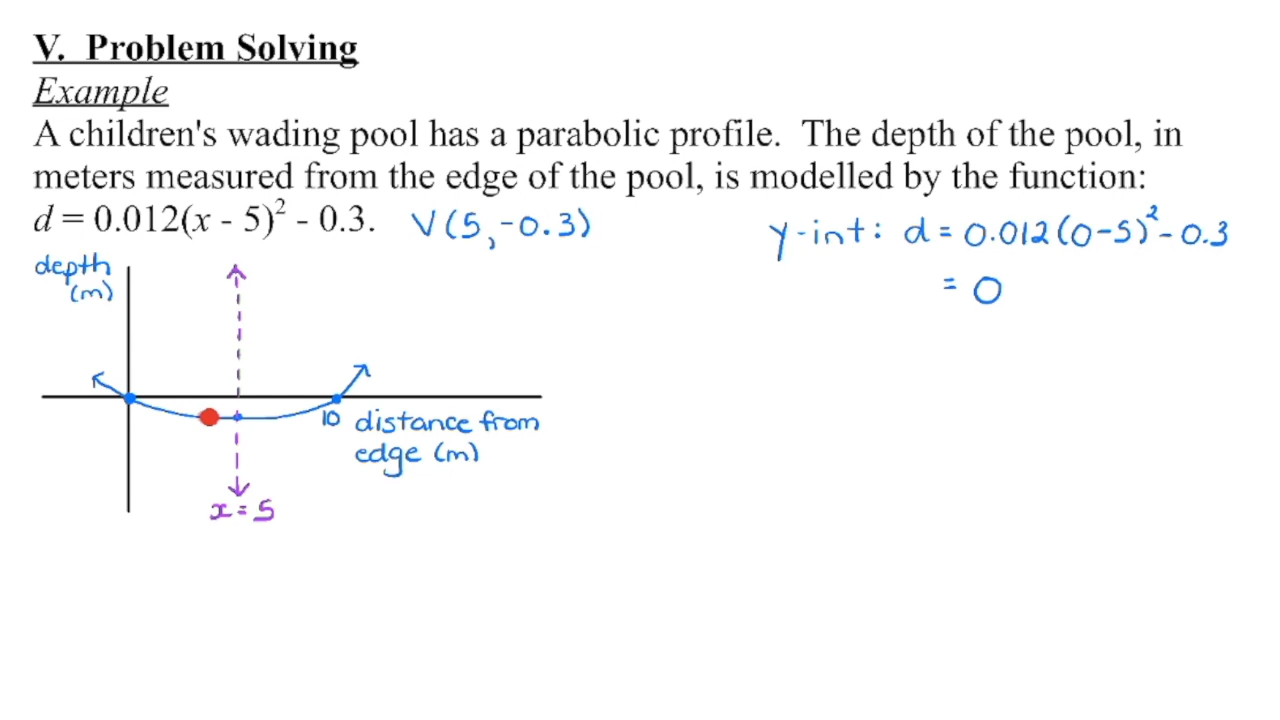 V. Problem Solving
Example
A children's wading pool has a parabolic profile. The depth of the pool, in
meters measured from the edge of the pool, is modelled by the function:
d = 0.012(x - 5)² - 0.3. V(5,-0.3)
y-int: d = 0.012(0-5)²-0.3
= 0
depth
(m)
10 distance from
edge (m)
x = 5